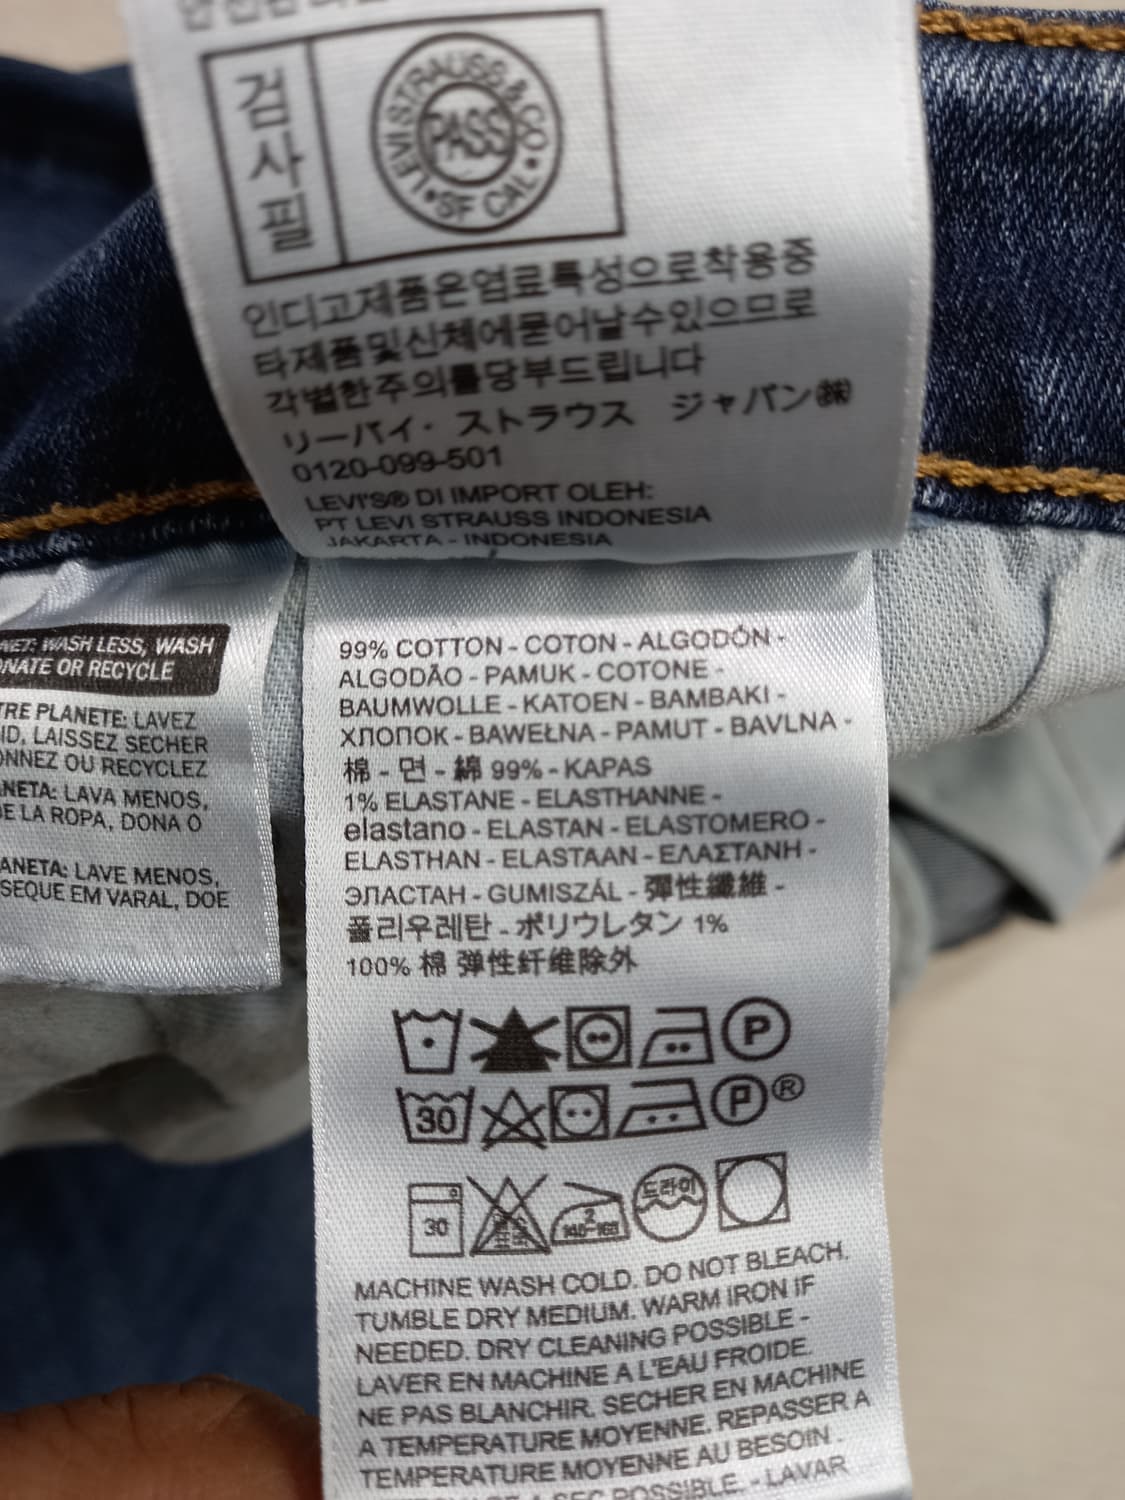 검사필
LEVI STRAUSS & CO
PASS
SF CAL
인디고제품은염료특성으로착용중
타제품및신체에묻어날수있으므로
각별한주의를당부드립니다
リーバイ・ストラウス ジャパン㈱
0120-099-501
LEVI'S® DI IMPORT OLEH:
PT LEVI STRAUSS INDONESIA
JAKARTA - INDONESIA
WASH LESS, WASH
OR RECYCLE
PLANETE: LAVEZ
LAISSEZ SECHER
OU RECYCLEZ
LAVA MENOS,
LA ROPA, DONA O
LAVE MENOS,
SEQUE EM VARAL, DOE
99% COTTON - COTON - ALGODÓN -
ALGODÃO - PAMUK - COTONE -
BAUMWOLLE - KATOEN - BAMBAKI -
ХЛОПОК - BAWEŁNA - PAMUT - BAVLNA -
棉 - 면 - 綿 99% - KAPAS
1% ELASTANE - ELASTHANNE -
elastano - ELASTAN - ELASTOMERO -
ELASTHAN - ELASTAAN - ΕΛΑΣΤΑΝΗ -
ЭЛАСТАН - GUMISZÁL - 彈性纖維 -
폴리우레탄 - ポリウレタン 1%
100% 棉 弹性纤维除外
P
30 P ®
30 2 140~160 드라이
MACHINE WASH COLD. DO NOT BLEACH.
TUMBLE DRY MEDIUM. WARM IRON IF
NEEDED. DRY CLEANING POSSIBLE -
LAVER EN MACHINE A L'EAU FROIDE.
NE PAS BLANCHIR. SECHER EN MACHINE
A TEMPERATURE MOYENNE. REPASSER A
TEMPERATURE MOYENNE AU BESOIN.
A SEC POSSIBLE. - LAVAR